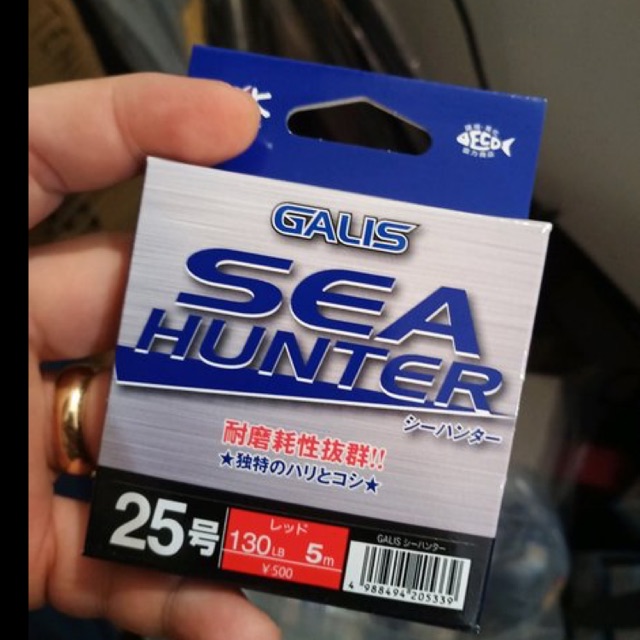 ECO
GALIS
SEA
HUNTER
シーハンター
耐磨耗性抜群!!
★独特のハリとコシ★
25号
レッド
130LB 5m
¥500
GALIS シーハンター
4 988494 205339